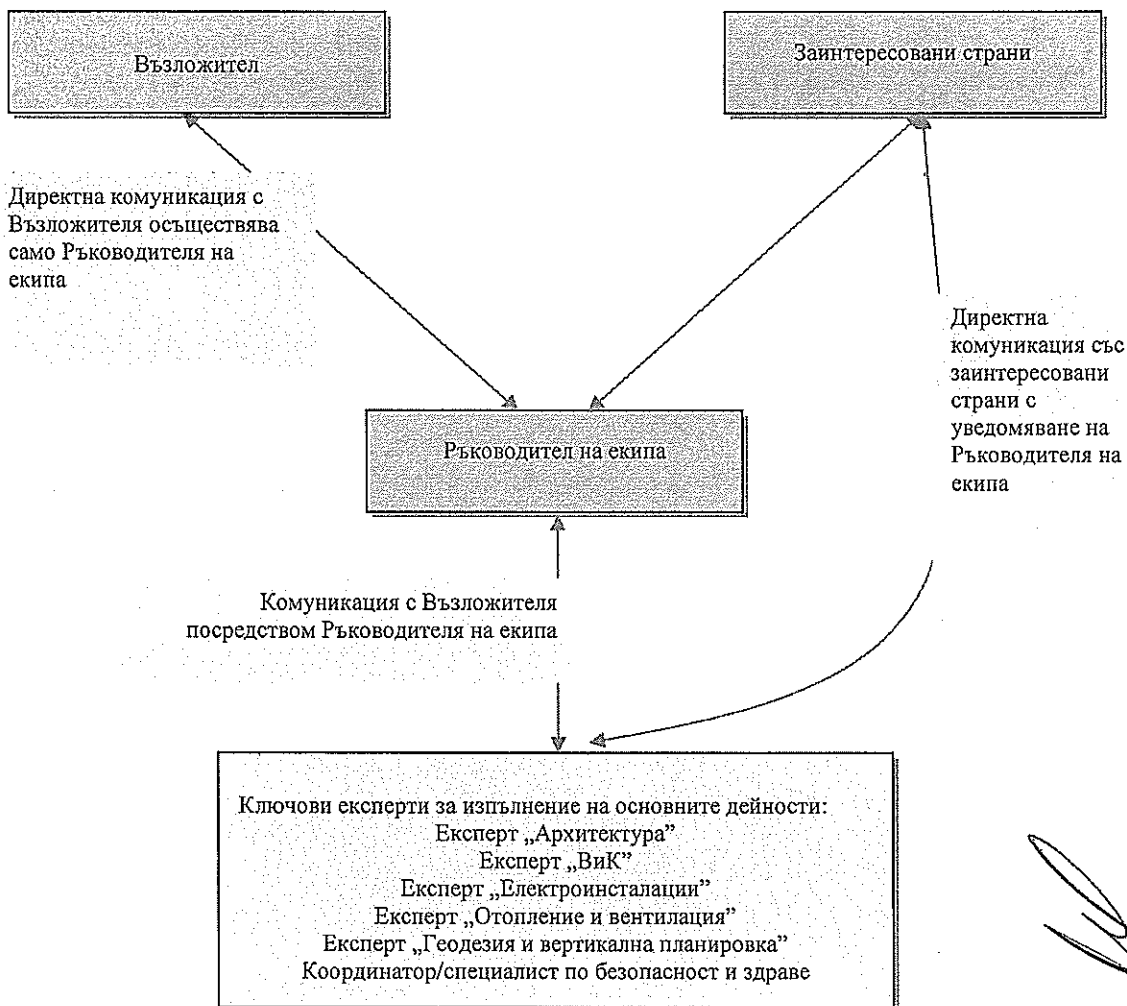 Възложител
Заинтересовани страни
Директна комуникация с
Възложителя осъществява
само Ръководителя на
екипа
Директна
комуникация със
заинтересовани
страни с
уведомяване на
Ръководителя на
екипа
Ръководител на екипа
Комуникация с Възложителя
посредством Ръководителя на екипа
Ключови експерти за изпълнение на основните дейности:
Експерт „Архитектура”
Експерт „ВиК”
Експерт „Електроинсталации”
Експерт „Отопление и вентилация”
Експерт „Геодезия и вертикална планировка”
Координатор/специалист по безопасност и здраве